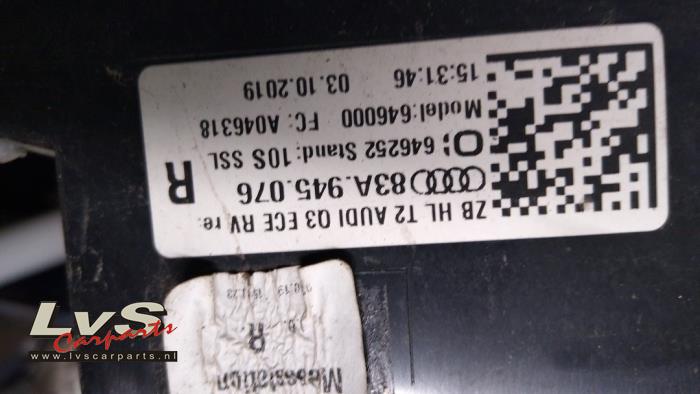 ZB HL T2 AUDI Q3 ECE RV re.
83A.945.076
646252 Stand:10S SSL
R
Model:646000 FC: A046318
15:31:46 03.10.2019
Messtation
R
LvS
Carparts
www.lvscarparts.nl